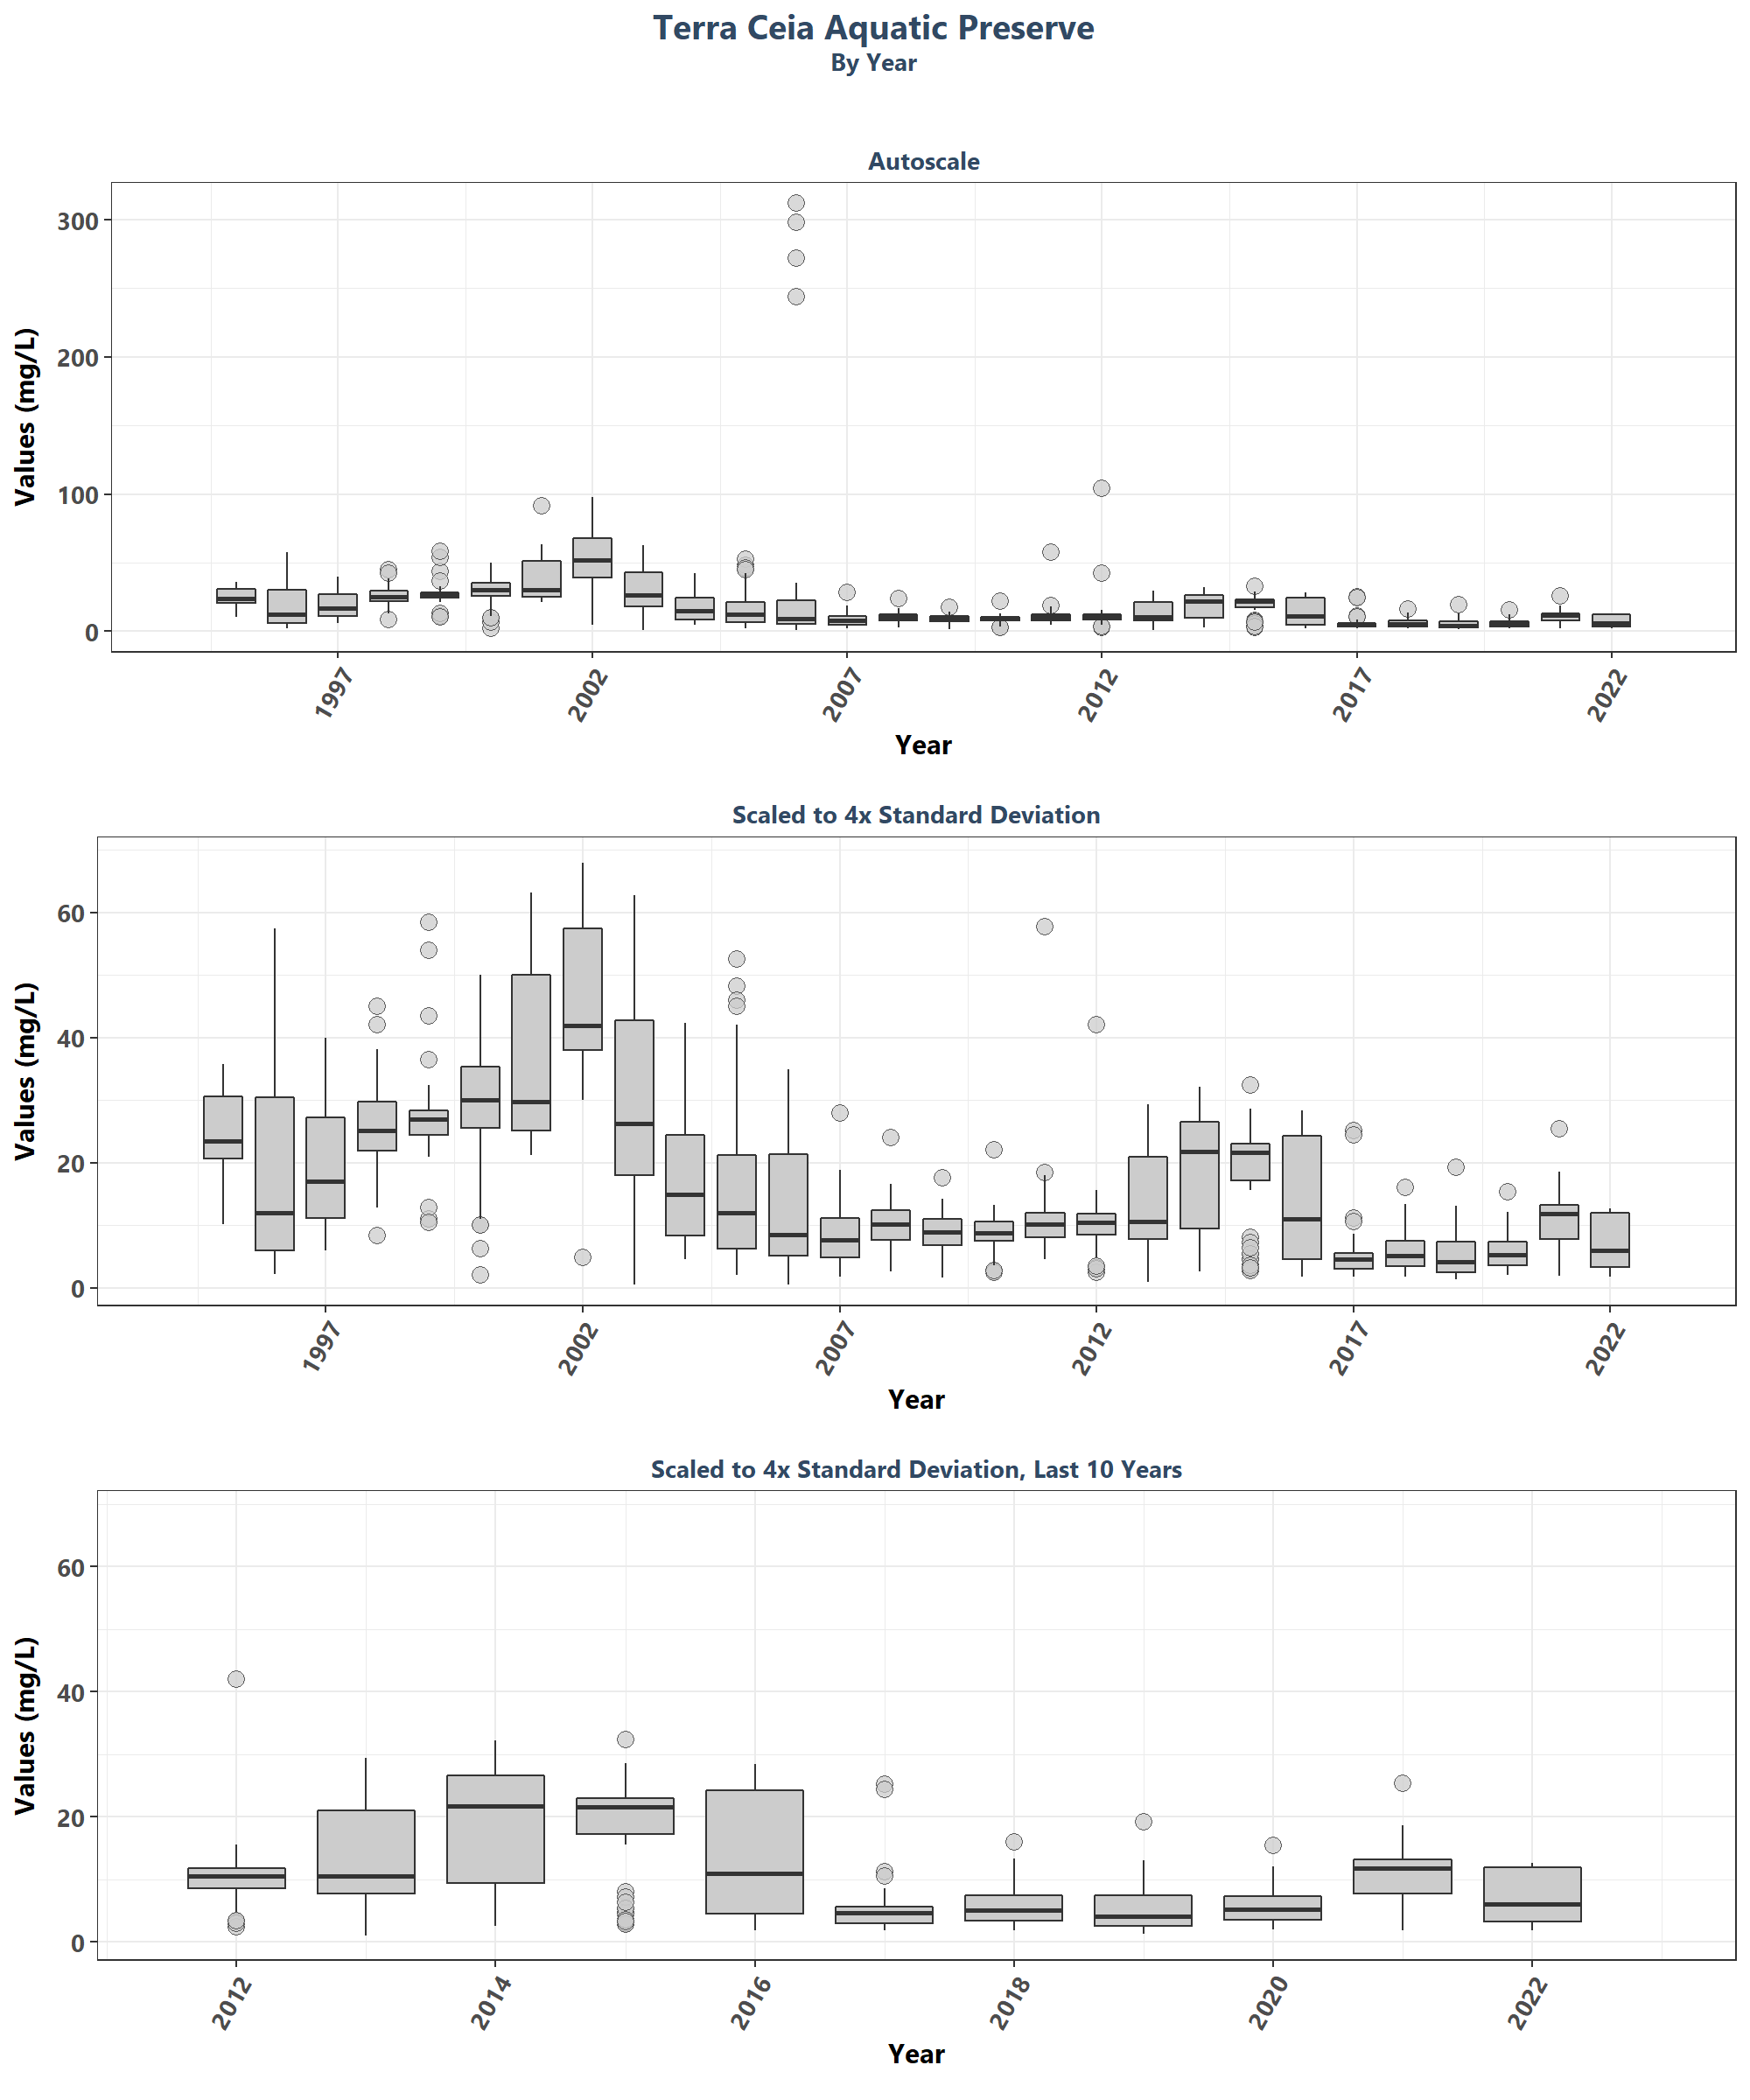 Terra Ceia Aquatic Preserve
By Year
Autoscale
Values (mg/L)
300
200
100
0
1997 2002 2007 2012 2017 2022
Year
Scaled to 4x Standard Deviation
Values (mg/L)
60
40
20
0
1997 2002 2007 2012 2017 2022
Year
Scaled to 4x Standard Deviation, Last 10 Years
Values (mg/L)
60
40
20
0
2012 2014 2016 2018 2020 2022
Year